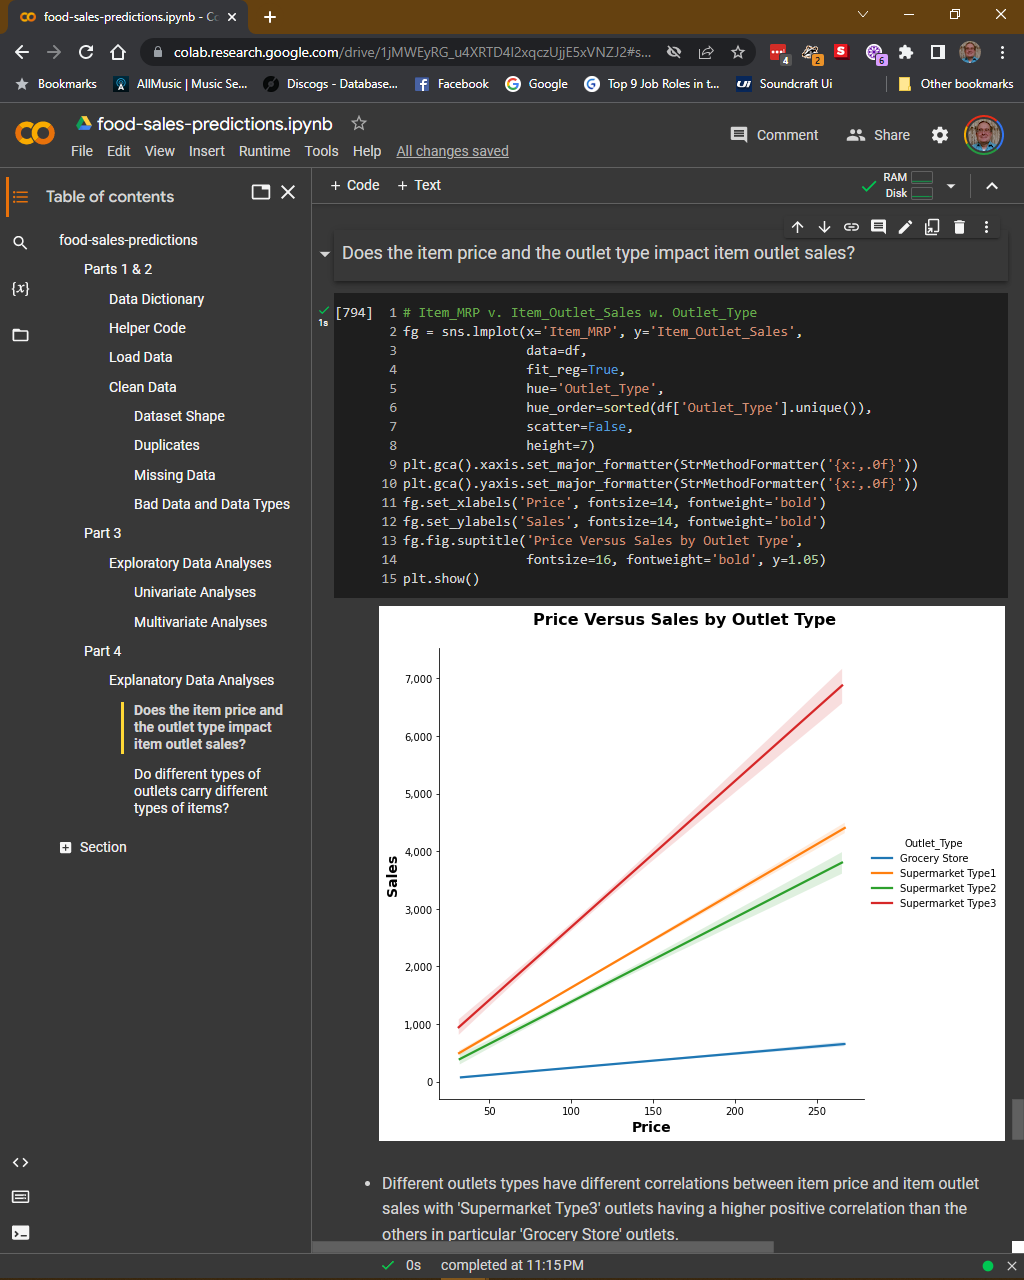 food-sales-predictions.ipynb - Co
colab.research.google.com/drive/1jMWEyRG_u4XRTD4I2xqczUjjE5xVNZJ2#s...
4
2
S
6
Bookmarks
AllMusic | Music Se...
Discogs - Database...
Facebook
Google
Top 9 Job Roles in t...
Soundcraft Ui
Other bookmarks
food-sales-predictions.ipynb
Comment
Share
File Edit View Insert Runtime Tools Help All changes saved
Table of contents
+ Code + Text
RAM
Disk
food-sales-predictions
Parts 1 & 2
Data Dictionary
Helper Code
Load Data
Clean Data
Dataset Shape
Duplicates
Missing Data
Bad Data and Data Types
Part 3
Exploratory Data Analyses
Univariate Analyses
Multivariate Analyses
Part 4
Explanatory Data Analyses
Does the item price and
the outlet type impact
item outlet sales?
Do different types of
outlets carry different
types of items?
Section
{x}
Does the item price and the outlet type impact item outlet sales?
1s
[794]
1 # Item_MRP v. Item_Outlet_Sales w. Outlet_Type
2 fg = sns.lmplot(x='Item_MRP', y='Item_Outlet_Sales',
3 data=df,
4 fit_reg=True,
5 hue='Outlet_Type',
6 hue_order=sorted(df['Outlet_Type'].unique()),
7 scatter=False,
8 height=7)
9 plt.gca().xaxis.set_major_formatter(StrMethodFormatter('{x:,.0f}'))
10 plt.gca().yaxis.set_major_formatter(StrMethodFormatter('{x:,.0f}'))
11 fg.set_xlabels('Price', fontsize=14, fontweight='bold')
12 fg.set_ylabels('Sales', fontsize=14, fontweight='bold')
13 fg.fig.suptitle('Price Versus Sales by Outlet Type',
14 fontsize=16, fontweight='bold', y=1.05)
15 plt.show()
Price Versus Sales by Outlet Type
7,000
6,000
5,000
4,000
3,000
2,000
1,000
0
Sales
50 100 150 200 250
Price
Outlet_Type
Grocery Store
Supermarket Type1
Supermarket Type2
Supermarket Type3
• Different outlets types have different correlations between item price and item outlet
sales with 'Supermarket Type3' outlets having a higher positive correlation than the
others in particular 'Grocery Store' outlets.
0s completed at 11:15 PM